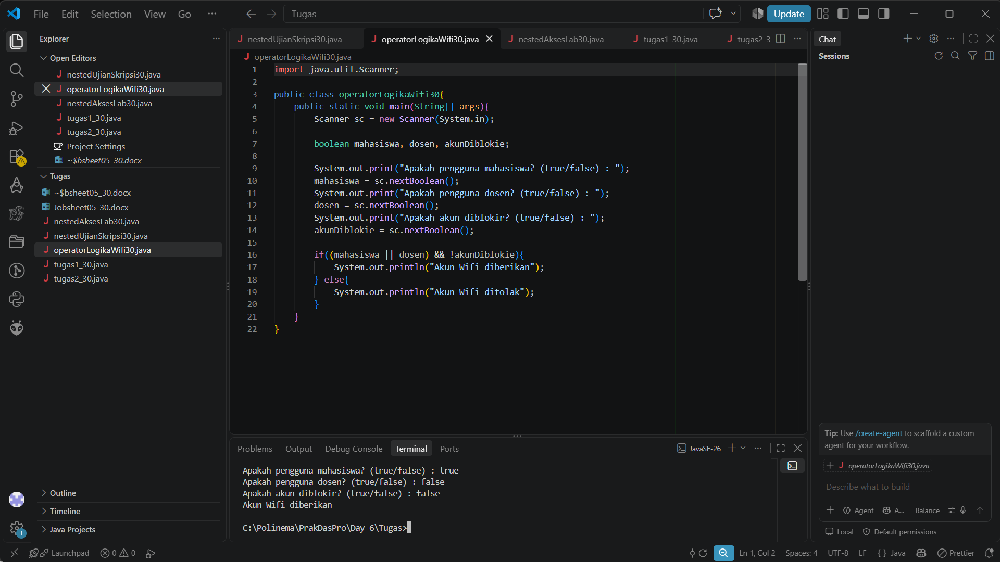 File Edit Selection View Go ··· Tugas Update
Explorer
Open Editors
nestedUjianSkripsi30.java
operatorLogikaWifi30.java
nestedAksesLab30.java
tugas1_30.java
tugas2_30.java
Project Settings
~$bsheet05_30.docx
Tugas
~$bsheet05_30.docx
Jobsheet05_30.docx
nestedAksesLab30.java
nestedUjianSkripsi30.java
operatorLogikaWifi30.java
tugas1_30.java
tugas2_30.java
Outline
Timeline
Java Projects
nestedUjianSkripsi30.java operatorLogikaWifi30.java nestedAksesLab30.java tugas1_30.java tugas2_3
operatorLogikaWifi30.java
1 import java.util.Scanner;
2
3 public class operatorLogikaWifi30{
4 public static void main(String[] args){
5 Scanner sc = new Scanner(System.in);
6
7 boolean mahasiswa, dosen, akunDiblokie;
8
9 System.out.print("Apakah pengguna mahasiswa? (true/false) : ");
10 mahasiswa = sc.nextBoolean();
11 System.out.print("Apakah pengguna dosen? (true/false) : ");
12 dosen = sc.nextBoolean();
13 System.out.print("Apakah akun diblokir? (true/false) : ");
14 akunDiblokie = sc.nextBoolean();
15
16 if((mahasiswa || dosen) && !akunDiblokie){
17 System.out.println("Akun Wifi diberikan");
18 } else{
19 System.out.println("Akun Wifi ditolak");
20 }
21 }
22 }
Problems Output Debug Console Terminal Ports JavaSE-26
Apakah pengguna mahasiswa? (true/false) : true
Apakah pengguna dosen? (true/false) : false
Apakah akun diblokir? (true/false) : false
Akun Wifi diberikan
C:\Polinema\PrakDasPro\Day 6\Tugas>
Chat
Sessions
Tip: Use /create-agent to scaffold a custom
agent for your workflow.
operatorLogikaWifi30.java
Describe what to build
Agent A... Balance
Local Default permissions
1
Launchpad 0 0 Ln 1, Col 2 Spaces: 4 UTF-8 LF {} Java Prettier